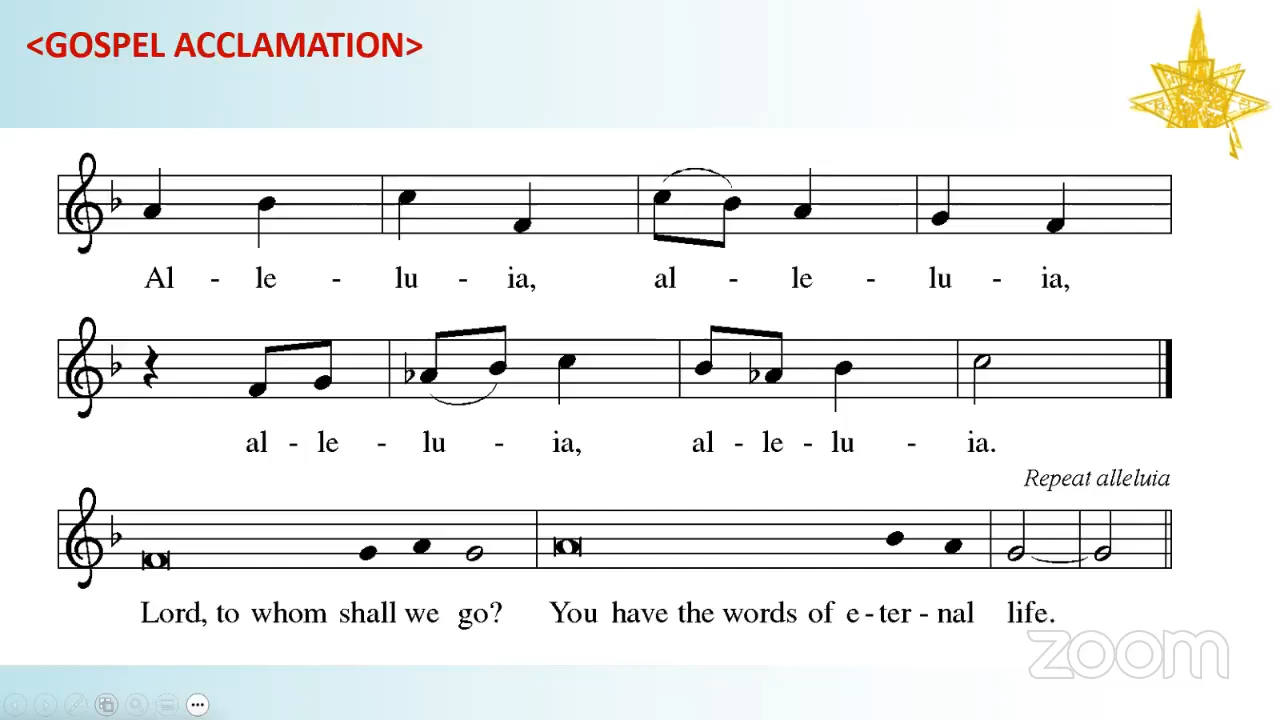 <GOSPEL ACCLAMATION>
Al - le - lu - ia, al - le - lu - ia,
al - le - lu - ia, al - le - lu - ia.
Repeat alleluia
Lord, to whom shall we go? You have the words of e - ter - nal life.
zoom